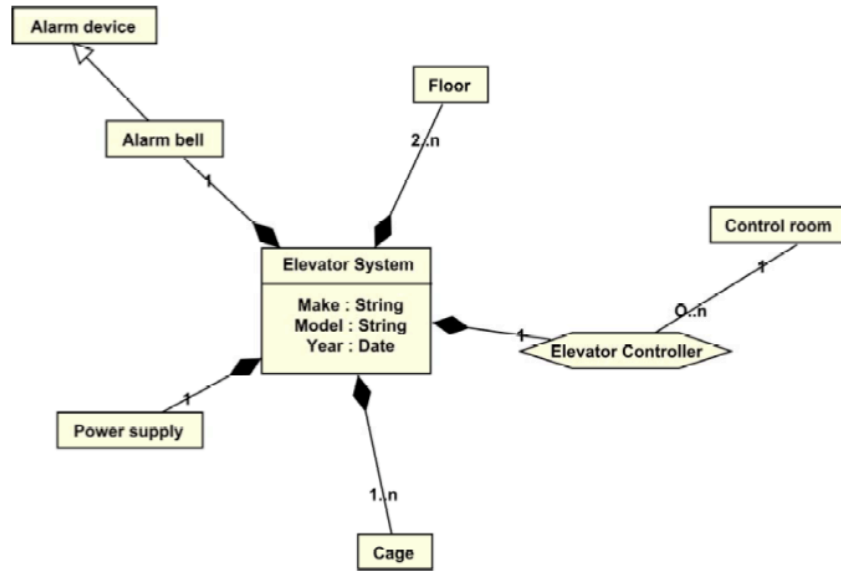 Alarm device
Floor
Alarm bell
2..n
1
Control room
Elevator System
1
Make : String
Model : String
Year : Date
O..n
1
Elevator Controller
1
Power supply
1..n
Cage